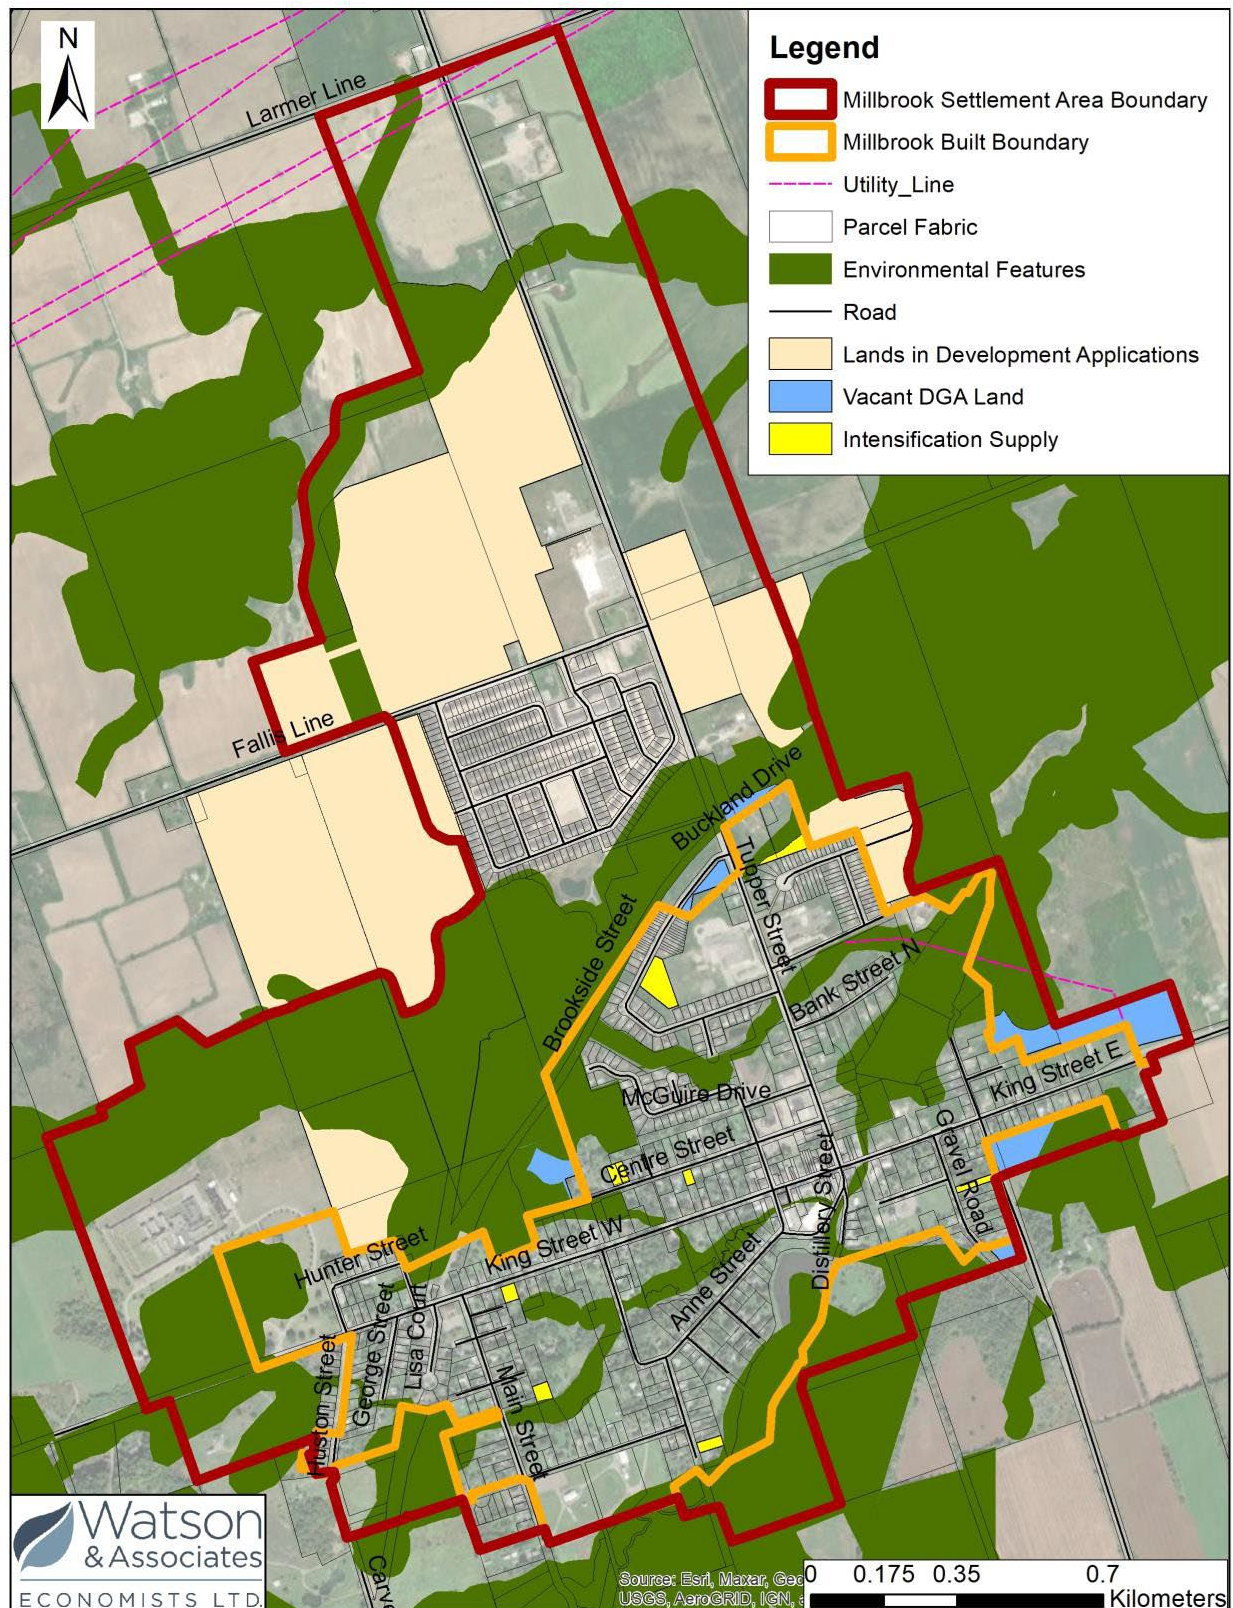 N
Legend
Millbrook Settlement Area Boundary
Millbrook Built Boundary
Utility_Line
Parcel Fabric
Environmental Features
Road
Lands in Development Applications
Vacant DGA Land
Intensification Supply
Larmer Line
Fallis Line
Buckland Drive
Tupper Street
Brookside Street
Bank Street N
McGuire Drive
King Street E
Centre Street
Gravel Road
Distillery Street
King Street W
Hunter Street
Anne Street
George Street
Lisa Court
Huston Street
Main Street
Carve
Watson
& Associates
ECONOMISTS LTD.
Source: Esri, Maxar, Geo
USGS, AeroGRID, IGN, a
0 0.175 0.35 0.7
Kilometers